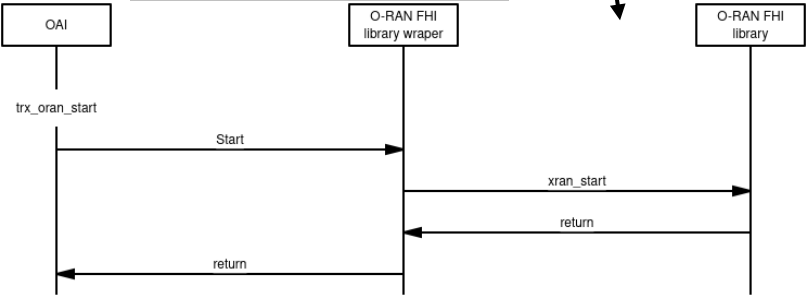 OAI
O-RAN FHI
library wraper
O-RAN FHI
library
trx_oran_start
Start
xran_start
return
return